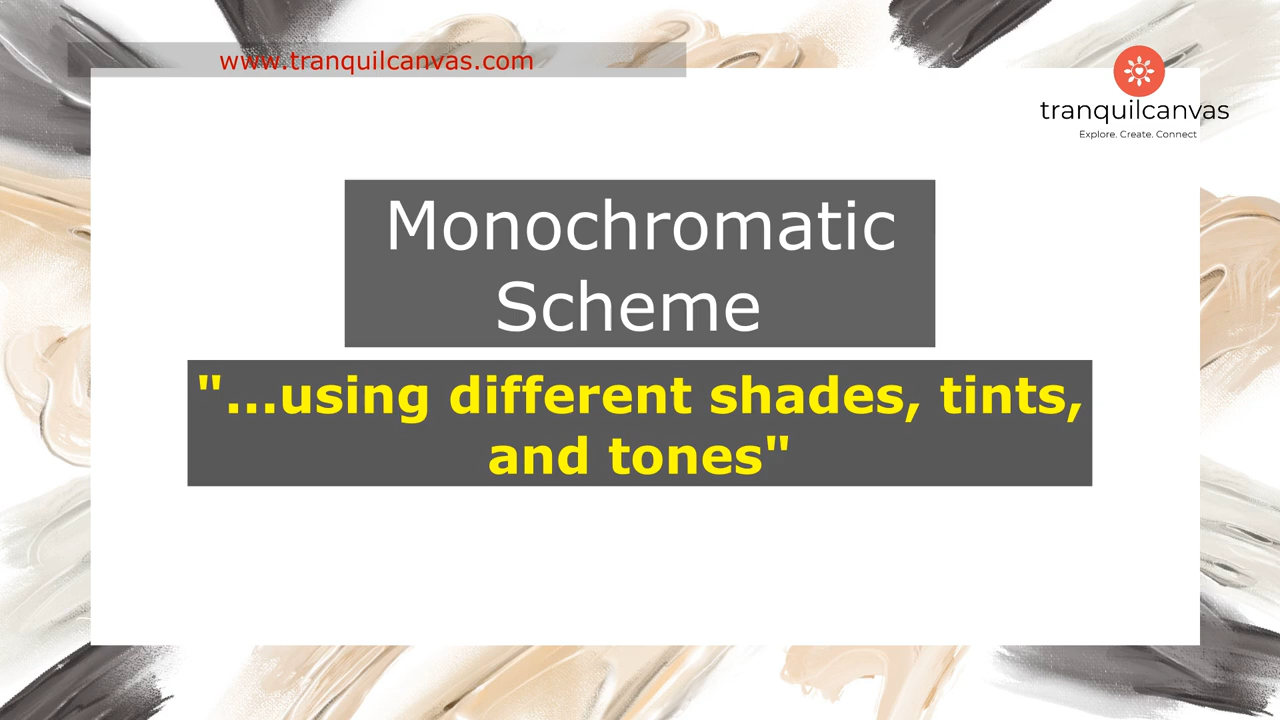 www.tranquilcanvas.com
tranquilcanvas
Explore. Create. Connect
Monochromatic
Scheme
"...using different shades, tints,
and tones"